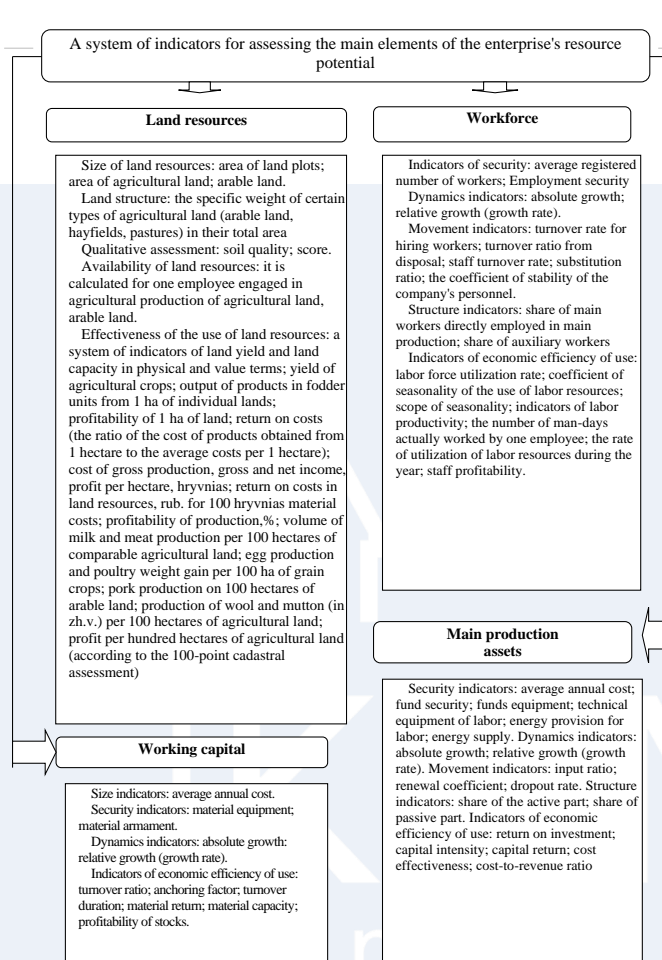 A system of indicators for assessing the main elements of the enterprise's resource
potential
Land resources
Size of land resources: area of land plots;
area of agricultural land; arable land.
Land structure: the specific weight of certain
types of agricultural land (arable land,
hayfields, pastures) in their total area
Qualitative assessment: soil quality; score.
Availability of land resources: it is
calculated for one employee engaged in
agricultural production of agricultural land,
arable land.
Effectiveness of the use of land resources: a
system of indicators of land yield and land
capacity in physical and value terms; yield of
agricultural crops; output of products in fodder
units from 1 ha of individual lands;
profitability of 1 ha of land; return on costs
(the ratio of the cost of products obtained from
1 hectare to the average costs per 1 hectare);
cost of gross production, gross and net income,
profit per hectare, hryvnias; return on costs in
land resources, rub. for 100 hryvnias material
costs; profitability of production,%; volume of
milk and meat production per 100 hectares of
comparable agricultural land; egg production
and poultry weight gain per 100 ha of grain
crops; pork production on 100 hectares of
arable land; production of wool and mutton (in
zh.v.) per 100 hectares of agricultural land;
profit per hundred hectares of agricultural land
(according to the 100-point cadastral
assessment)
Workforce
Indicators of security: average registered
number of workers; Employment security
Dynamics indicators: absolute growth;
relative growth (growth rate).
Movement indicators: turnover rate for
hiring workers; turnover ratio from
disposal; staff turnover rate; substitution
ratio; the coefficient of stability of the
company's personnel.
Structure indicators: share of main
workers directly employed in main
production; share of auxiliary workers
Indicators of economic efficiency of use:
labor force utilization rate; coefficient of
seasonality of the use of labor resources;
scope of seasonality; indicators of labor
productivity; the number of man-days
actually worked by one employee; the rate
of utilization of labor resources during the
year; staff profitability.
Working capital
Size indicators: average annual cost.
Security indicators: material equipment;
material armament.
Dynamics indicators: absolute growth:
relative growth (growth rate).
Indicators of economic efficiency of use:
turnover ratio; anchoring factor; turnover
duration; material return; material capacity;
profitability of stocks.
Main production
assets
Security indicators: average annual cost;
fund security; funds equipment; technical
equipment of labor; energy provision for
labor; energy supply. Dynamics indicators:
absolute growth; relative growth (growth
rate). Movement indicators: input ratio;
renewal coefficient; dropout rate. Structure
indicators: share of the active part; share of
passive part. Indicators of economic
efficiency of use: return on investment;
capital intensity; capital return; cost
effectiveness; cost-to-revenue ratio